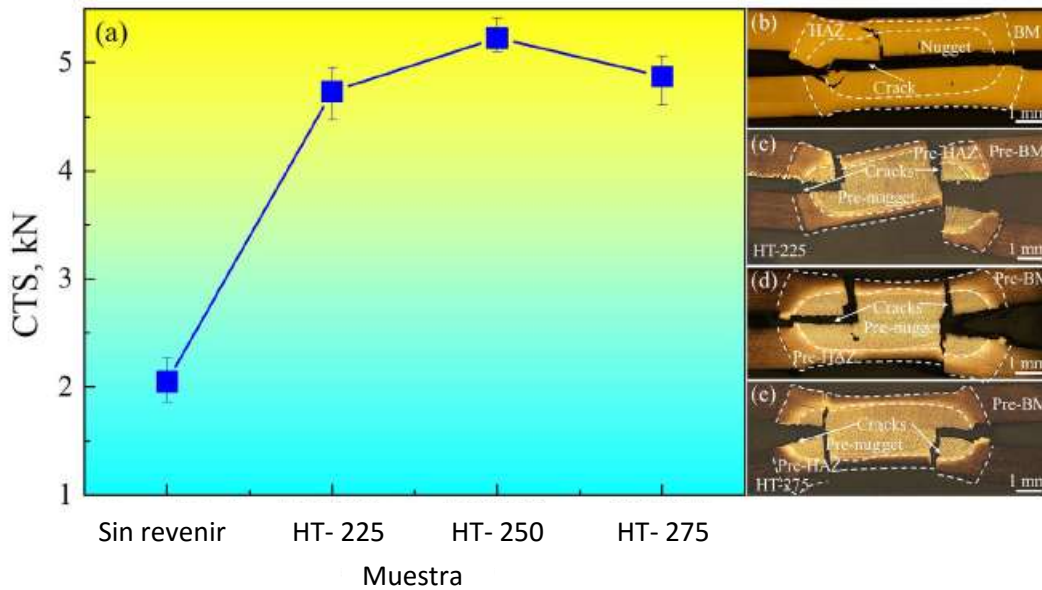 (a)
CTS, kN
5
4
3
2
1
Sin revenir HT- 225 HT- 250 HT- 275
Muestra
(b)
HAZ
BM
Nugget
Crack
1 mm
(c)
Pre-HAZ
Pre-BM
Cracks
Pre-nugget
HT-225
1 mm
(d)
Pre-BM
Cracks
Pre-nugget
Pre-HAZ
1 mm
(e)
Pre-BM
Cracks
Pre-nugget
Pre-HAZ
HT-275
1 mm